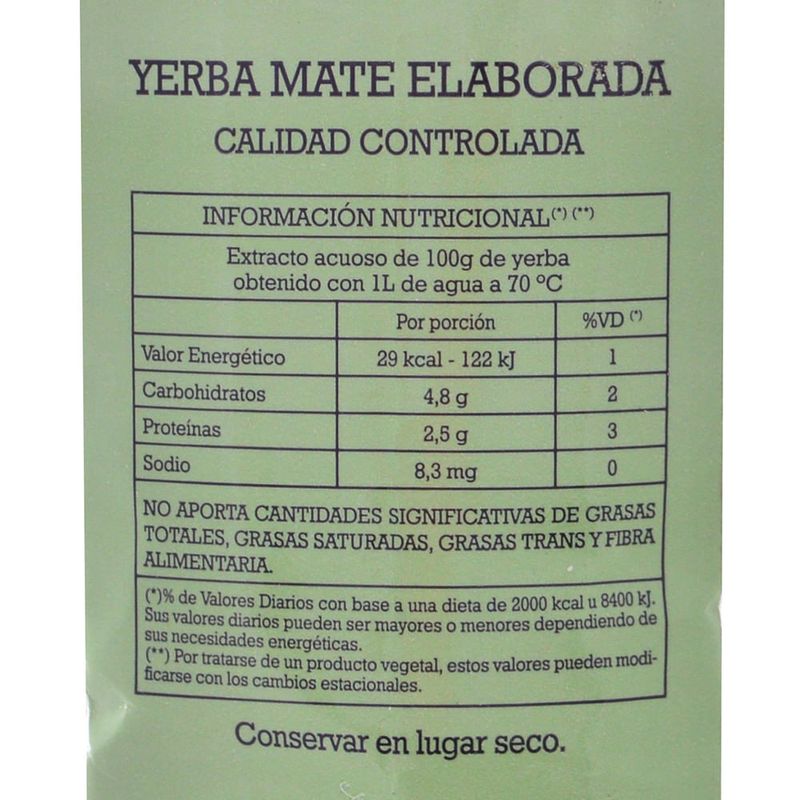 YERBA MATE ELABORADA
CALIDAD CONTROLADA
INFORMACIÓN NUTRICIONAL(*) (**)
Extracto acuoso de 100g de yerba
obtenido con 1L de agua a 70 ºC
Por porción %VD (*)
Valor Energético 29 kcal - 122 kJ 1
Carbohidratos 4,8 g 2
Proteínas 2,5 g 3
Sodio 8,3 mg 0
NO APORTA CANTIDADES SIGNIFICATIVAS DE GRASAS
TOTALES, GRASAS SATURADAS, GRASAS TRANS Y FIBRA
ALIMENTARIA.
(*)% de Valores Diarios con base a una dieta de 2000 kcal u 8400 kJ.
Sus valores diarios pueden ser mayores o menores dependiendo de
sus necesidades energéticas.
(**) Por tratarse de un producto vegetal, estos valores pueden modi-
ficarse con los cambios estacionales.
Conservar en lugar seco.